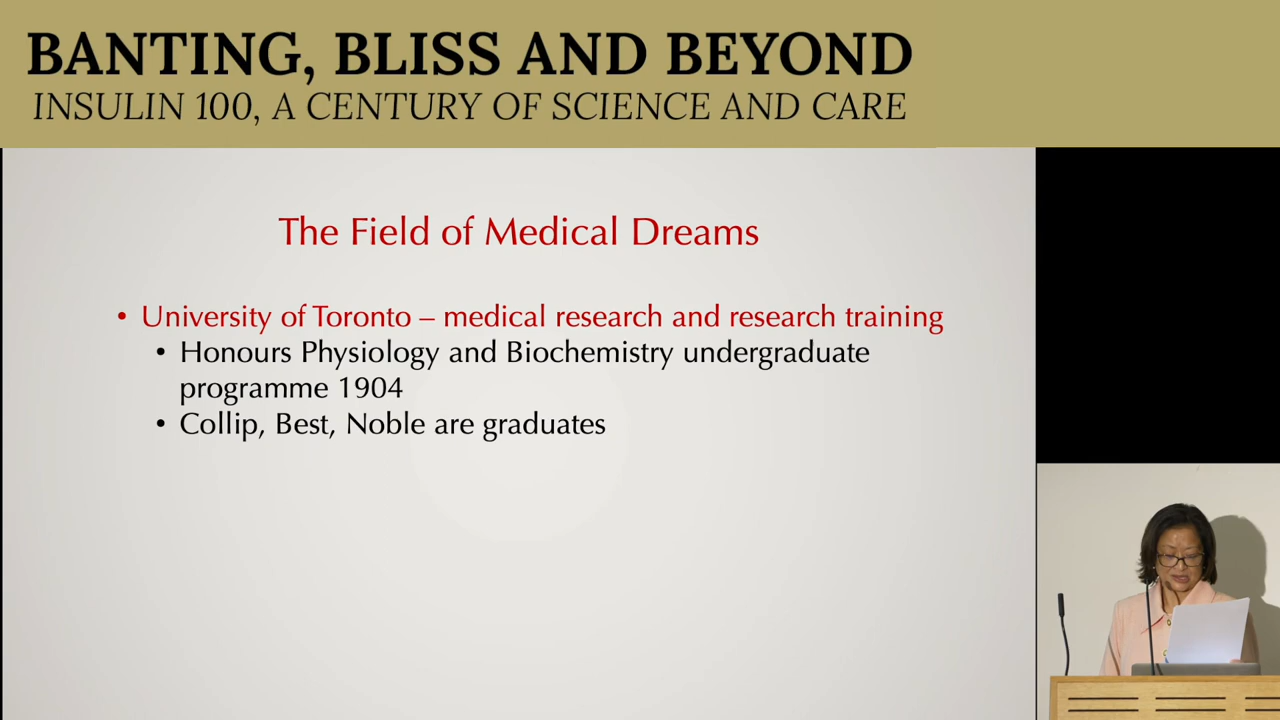 BANTING, BLISS AND BEYOND
INSULIN 100, A CENTURY OF SCIENCE AND CARE
The Field of Medical Dreams
• University of Toronto – medical research and research training
• Honours Physiology and Biochemistry undergraduate
programme 1904
• Collip, Best, Noble are graduates